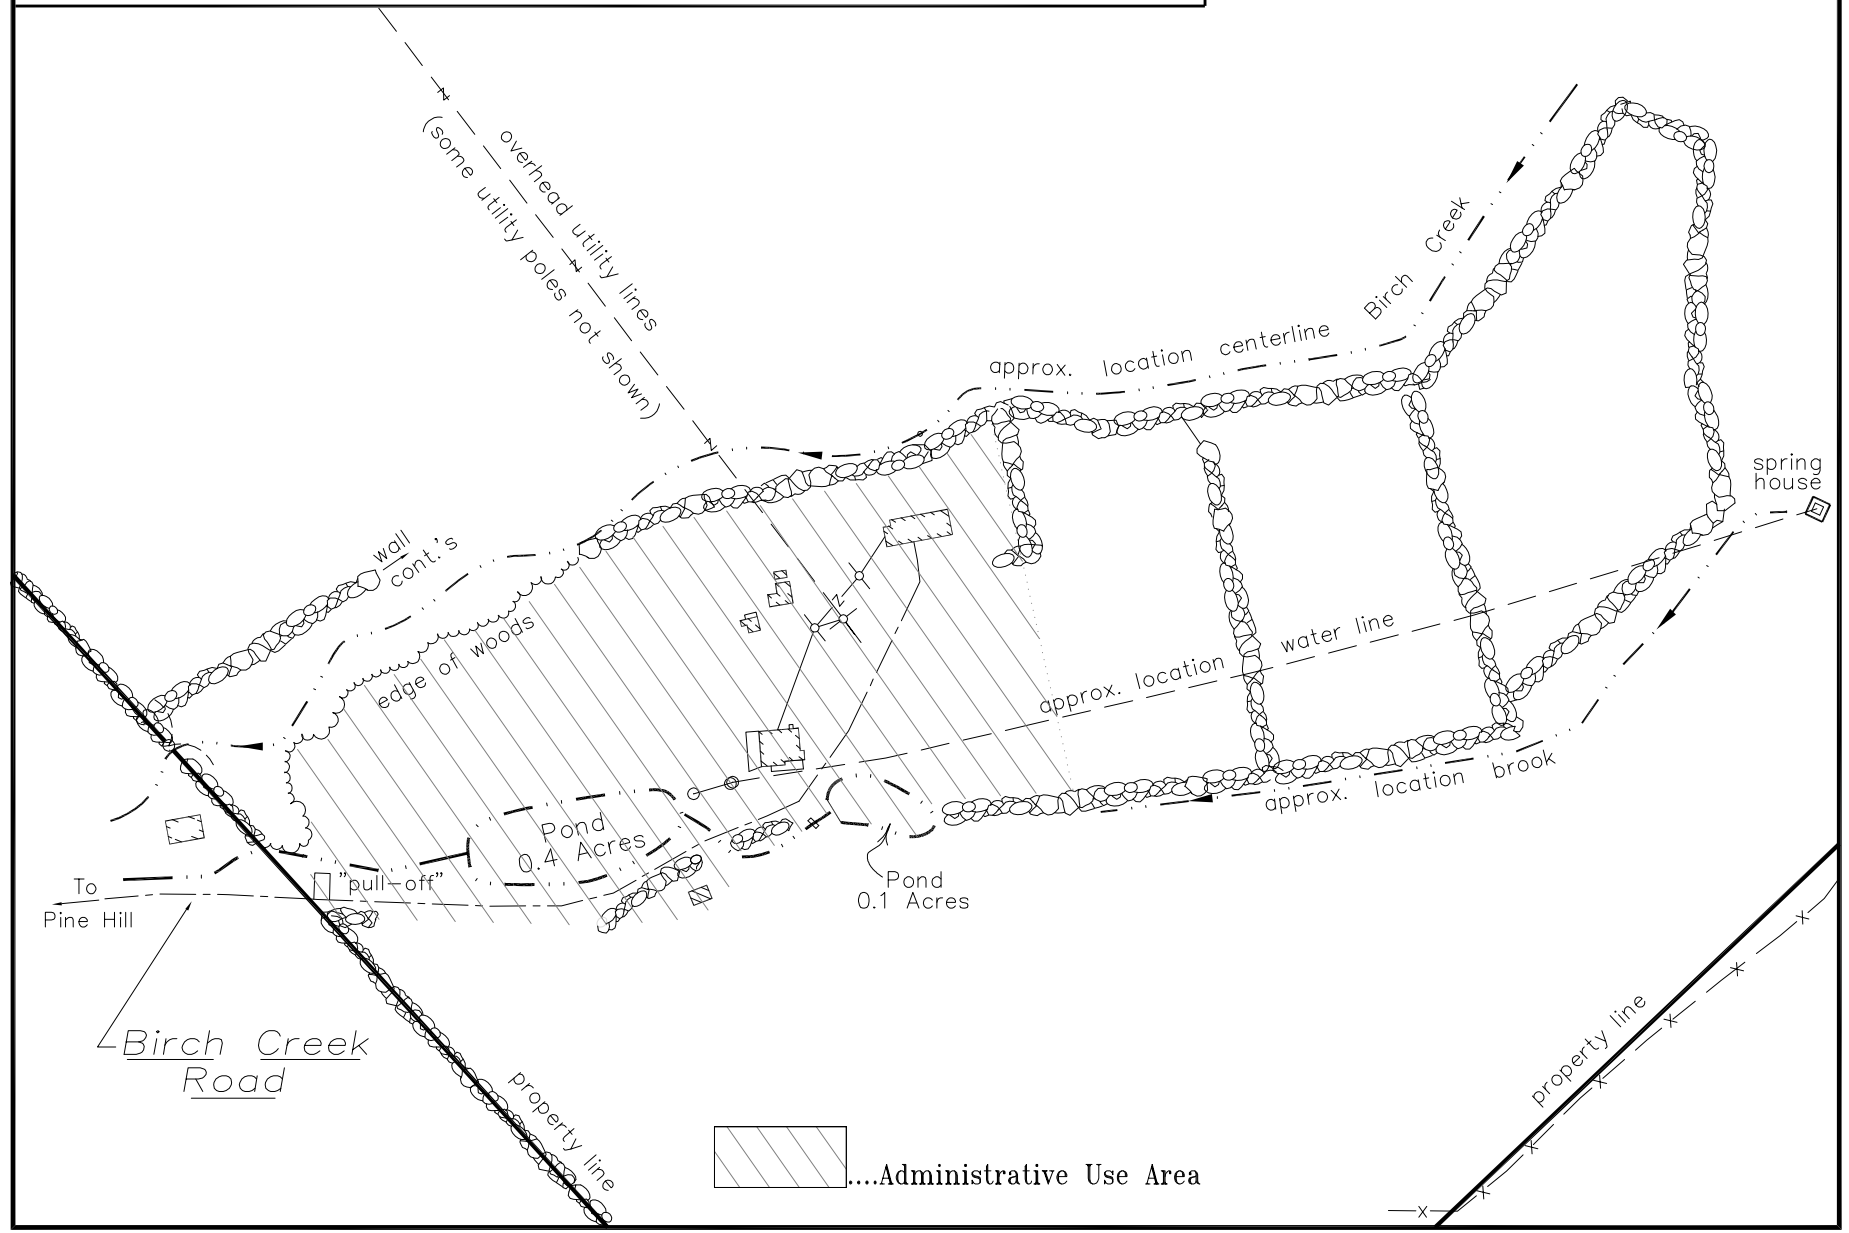 overhead utility lines
(some utility poles not shown)
Birch Creek
approx. location centerline
spring
house
wall
cont.'s
edge of woods
approx. location water line
approx. location brook
Pond
0.4 Acres
Pond
0.1 Acres
"pull-off"
To
Pine Hill
Birch Creek
Road
property line
property line
....Administrative Use Area